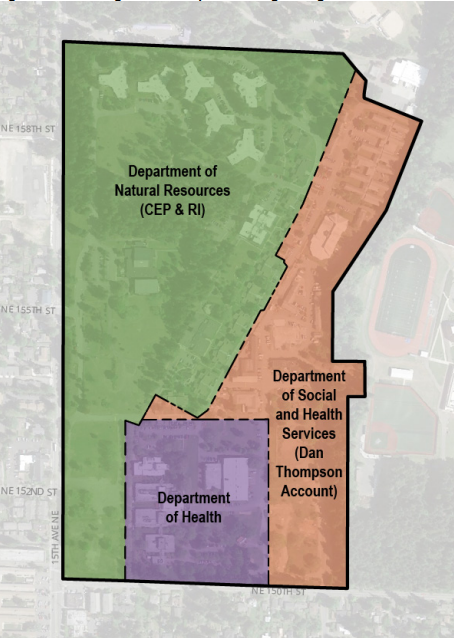 NE 158TH ST
Department of
Natural Resources
(CEP & RI)
NE 155TH ST
Department
of Social
and Health
Services
(Dan
Thompson
Account)
NE 152ND ST
Department
of Health
15TH AVE NE
NE 150TH ST